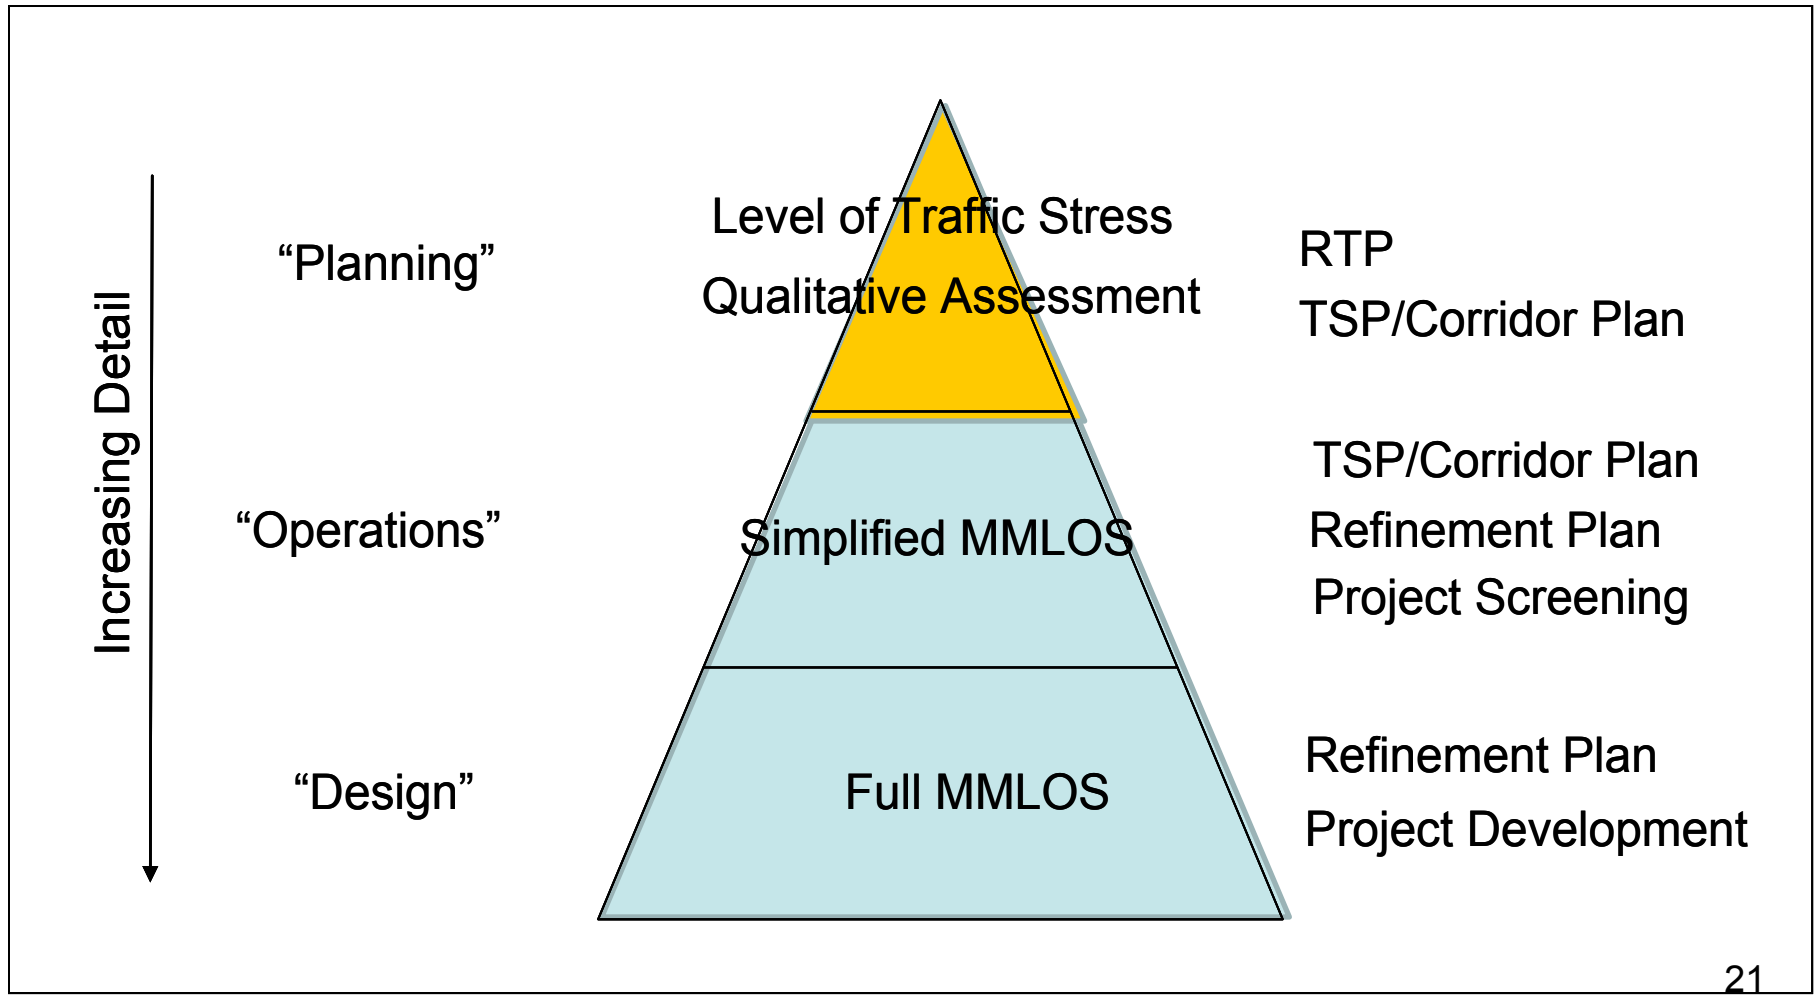 Increasing Detail
“Planning”
Level of Traffic Stress
Qualitative Assessment
RTP
TSP/Corridor Plan
“Operations”
Simplified MMLOS
TSP/Corridor Plan
Refinement Plan
Project Screening
“Design”
Full MMLOS
Refinement Plan
Project Development
21